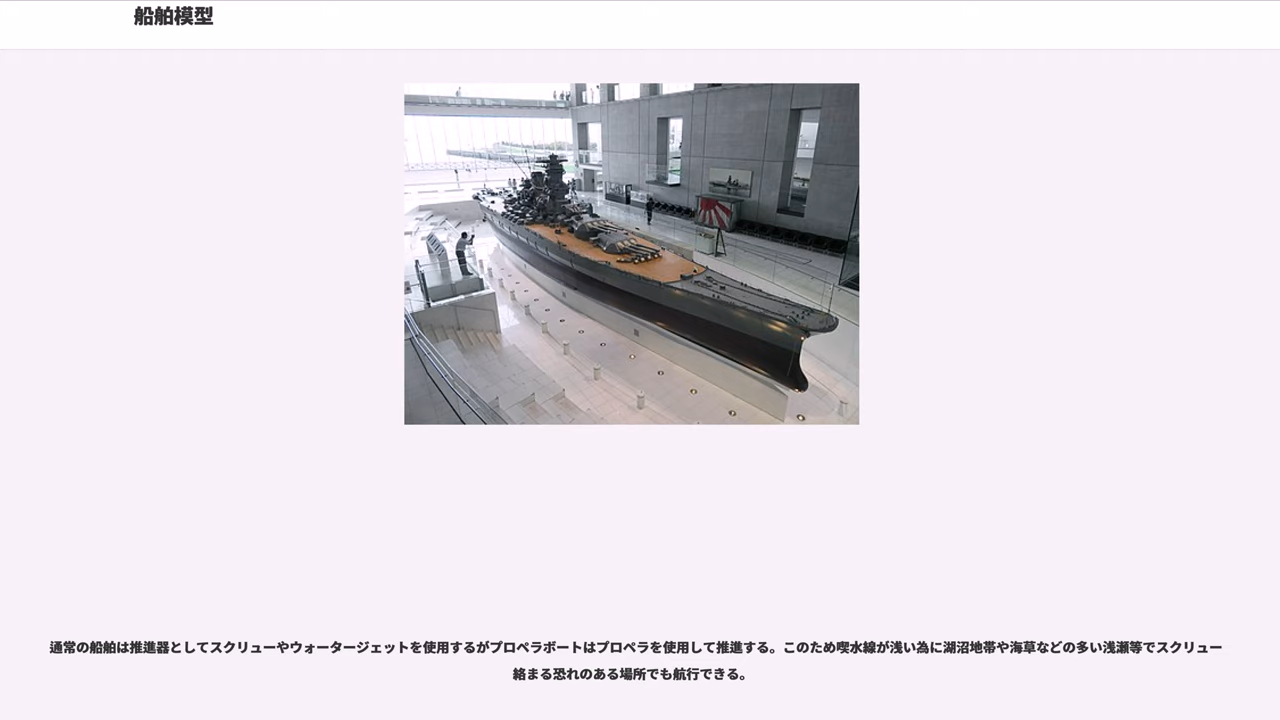 船舶模型
通常の船舶は推進器としてスクリューやウォータージェットを使用するがプロペラボートはプロペラを使用して推進する。このため喫水線が浅い為に湖沼地帯や海草などの多い浅瀬等でスクリュー
絡まる恐れのある場所でも航行できる。